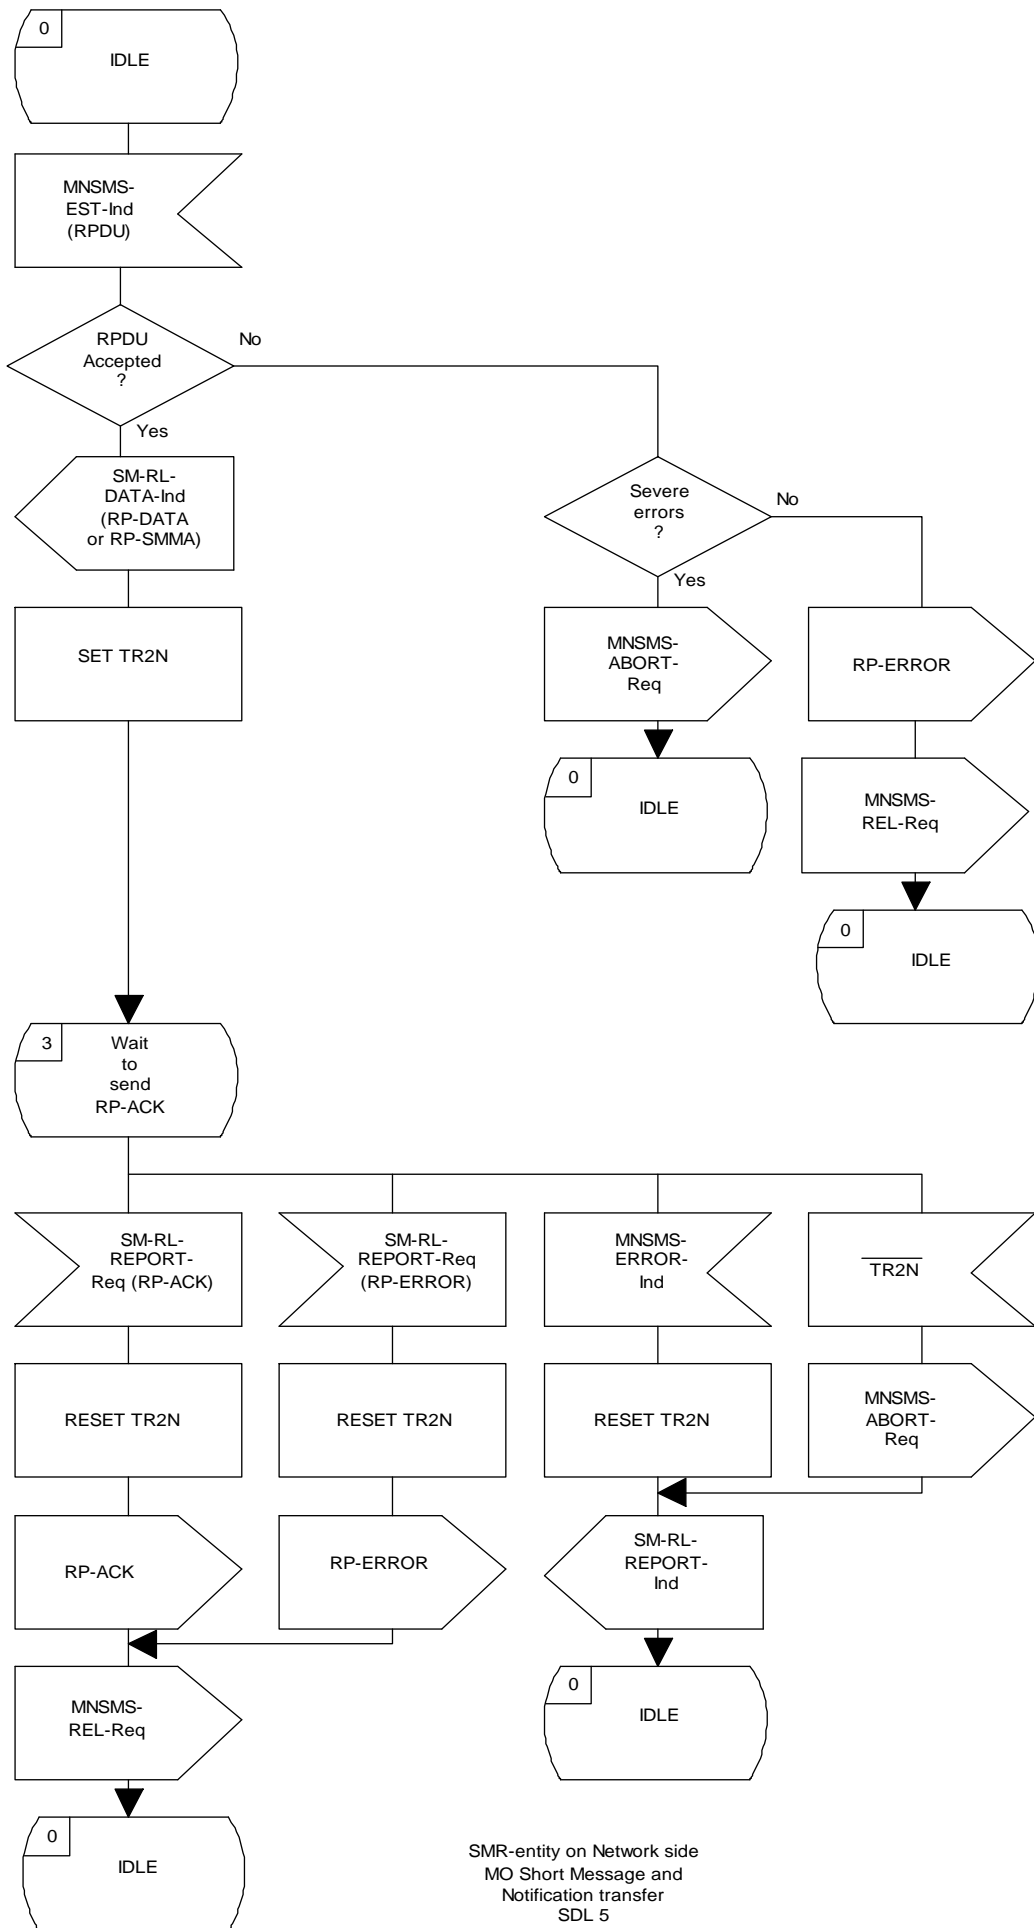 0
IDLE
MNSMS-
EST-Ind
(RPDU)
RPDU
Accepted
?
No
Yes
SM-RL-
DATA-Ind
(RP-DATA
or RP-SMMA)
Severe
errors
?
No
Yes
SET TR2N
MNSMS-
ABORT-
Req
RP-ERROR
0
IDLE
MNSMS-
REL-Req
0
IDLE
3
Wait
to
send
RP-ACK
SM-RL-
REPORT-
Req (RP-ACK)
SM-RL-
REPORT-Req
(RP-ERROR)
MNSMS-
ERROR-
Ind
TR2N
RESET TR2N
RESET TR2N
RESET TR2N
MNSMS-
ABORT-
Req
RP-ACK
RP-ERROR
SM-RL-
REPORT-
Ind
MNSMS-
REL-Req
0
IDLE
0
IDLE
SMR-entity on Network side
MO Short Message and
Notification transfer
SDL 5